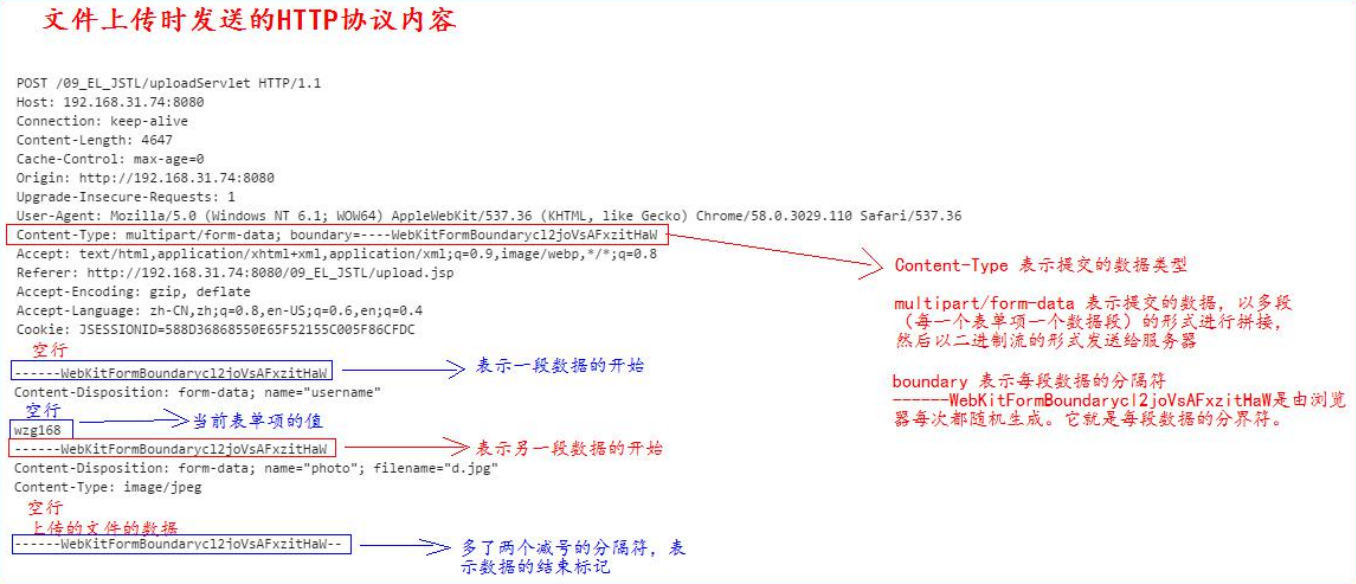 文件上传时发送的HTTP协议内容
POST /09_EL_JSTL/uploadServlet HTTP/1.1
Host: 192.168.31.74:8080
Connection: keep-alive
Content-Length: 4647
Cache-Control: max-age=0
Origin: http://192.168.31.74:8080
Upgrade-Insecure-Requests: 1
User-Agent: Mozilla/5.0 (Windows NT 6.1; WOW64) AppleWebKit/537.36 (KHTML, like Gecko) Chrome/58.0.3029.110 Safari/537.36
Content-Type: multipart/form-data; boundary=----WebKitFormBoundarycl2joVsAFxzitHaW
Accept: text/html,application/xhtml+xml,application/xml;q=0.9,image/webp,*/*;q=0.8
Referer: http://192.168.31.74:8080/09_EL_JSTL/upload.jsp
Accept-Encoding: gzip, deflate
Accept-Language: zh-CN,zh;q=0.8,en-US;q=0.6,en;q=0.4
Cookie: JSESSIONID=588D36868550E65F52155C005F86CFDC
Content-Type 表示提交的数据类型
multipart/form-data 表示提交的数据，以多段
（每一个表单项一个数据段）的形式进行拼接，
然后以二进制流的形式发送给服务器
boundary 表示每段数据的分隔符
------WebKitFormBoundarycl2joVsAFxzitHaW是由浏览
器每次都随机生成。它就是每段数据的分界符。
空行
------WebKitFormBoundarycl2joVsAFxzitHaW
表示一段数据的开始
Content-Disposition: form-data; name="username"
空行
wzg168
当前表单项的值
------WebKitFormBoundarycl2joVsAFxzitHaW
表示另一段数据的开始
Content-Disposition: form-data; name="photo"; filename="d.jpg"
Content-Type: image/jpeg
空行
上传的文件的数据
------WebKitFormBoundarycl2joVsAFxzitHaW--
多了两个减号的分隔符，表
示数据的结束标记